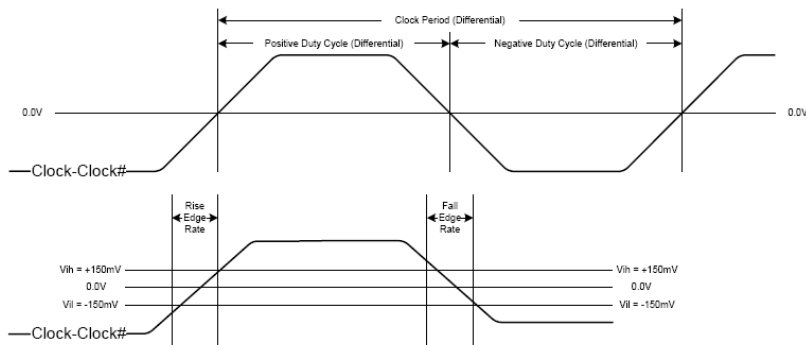 Clock Period (Differential)
Positive Duty Cycle (Differential)
Negative Duty Cycle (Differential)
0.0V
0.0V
Clock-Clock#
Rise
Edge
Rate
Fall
Edge
Rate
Vih = +150mV
Vih = +150mV
0.0V
0.0V
Vil = -150mV
Vil = -150mV
Clock-Clock#